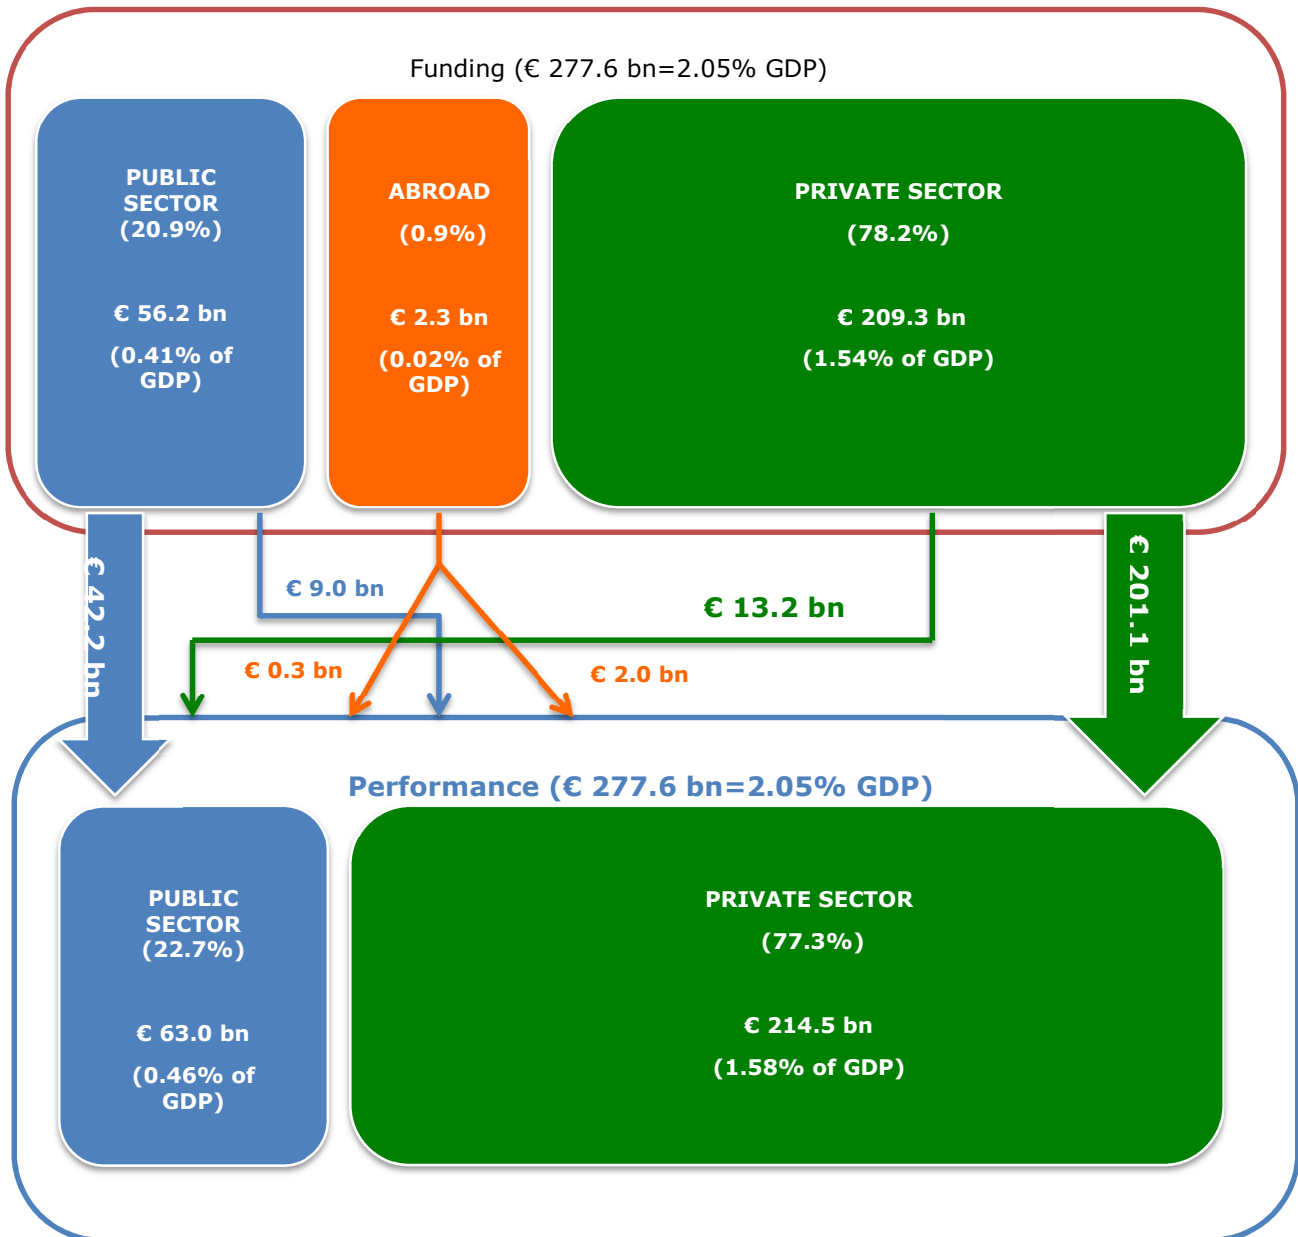 Funding (€ 277.6 bn=2.05% GDP)
PUBLIC
SECTOR
(20.9%)
€ 56.2 bn
(0.41% of
GDP)
ABROAD
(0.9%)
€ 2.3 bn
(0.02% of
GDP)
PRIVATE SECTOR
(78.2%)
€ 209.3 bn
(1.54% of GDP)
€ 42.2 bn
€ 9.0 bn
€ 0.3 bn
€ 2.0 bn
€ 13.2 bn
€ 201.1 bn
Performance (€ 277.6 bn=2.05% GDP)
PUBLIC
SECTOR
(22.7%)
€ 63.0 bn
(0.46% of
GDP)
PRIVATE SECTOR
(77.3%)
€ 214.5 bn
(1.58% of GDP)